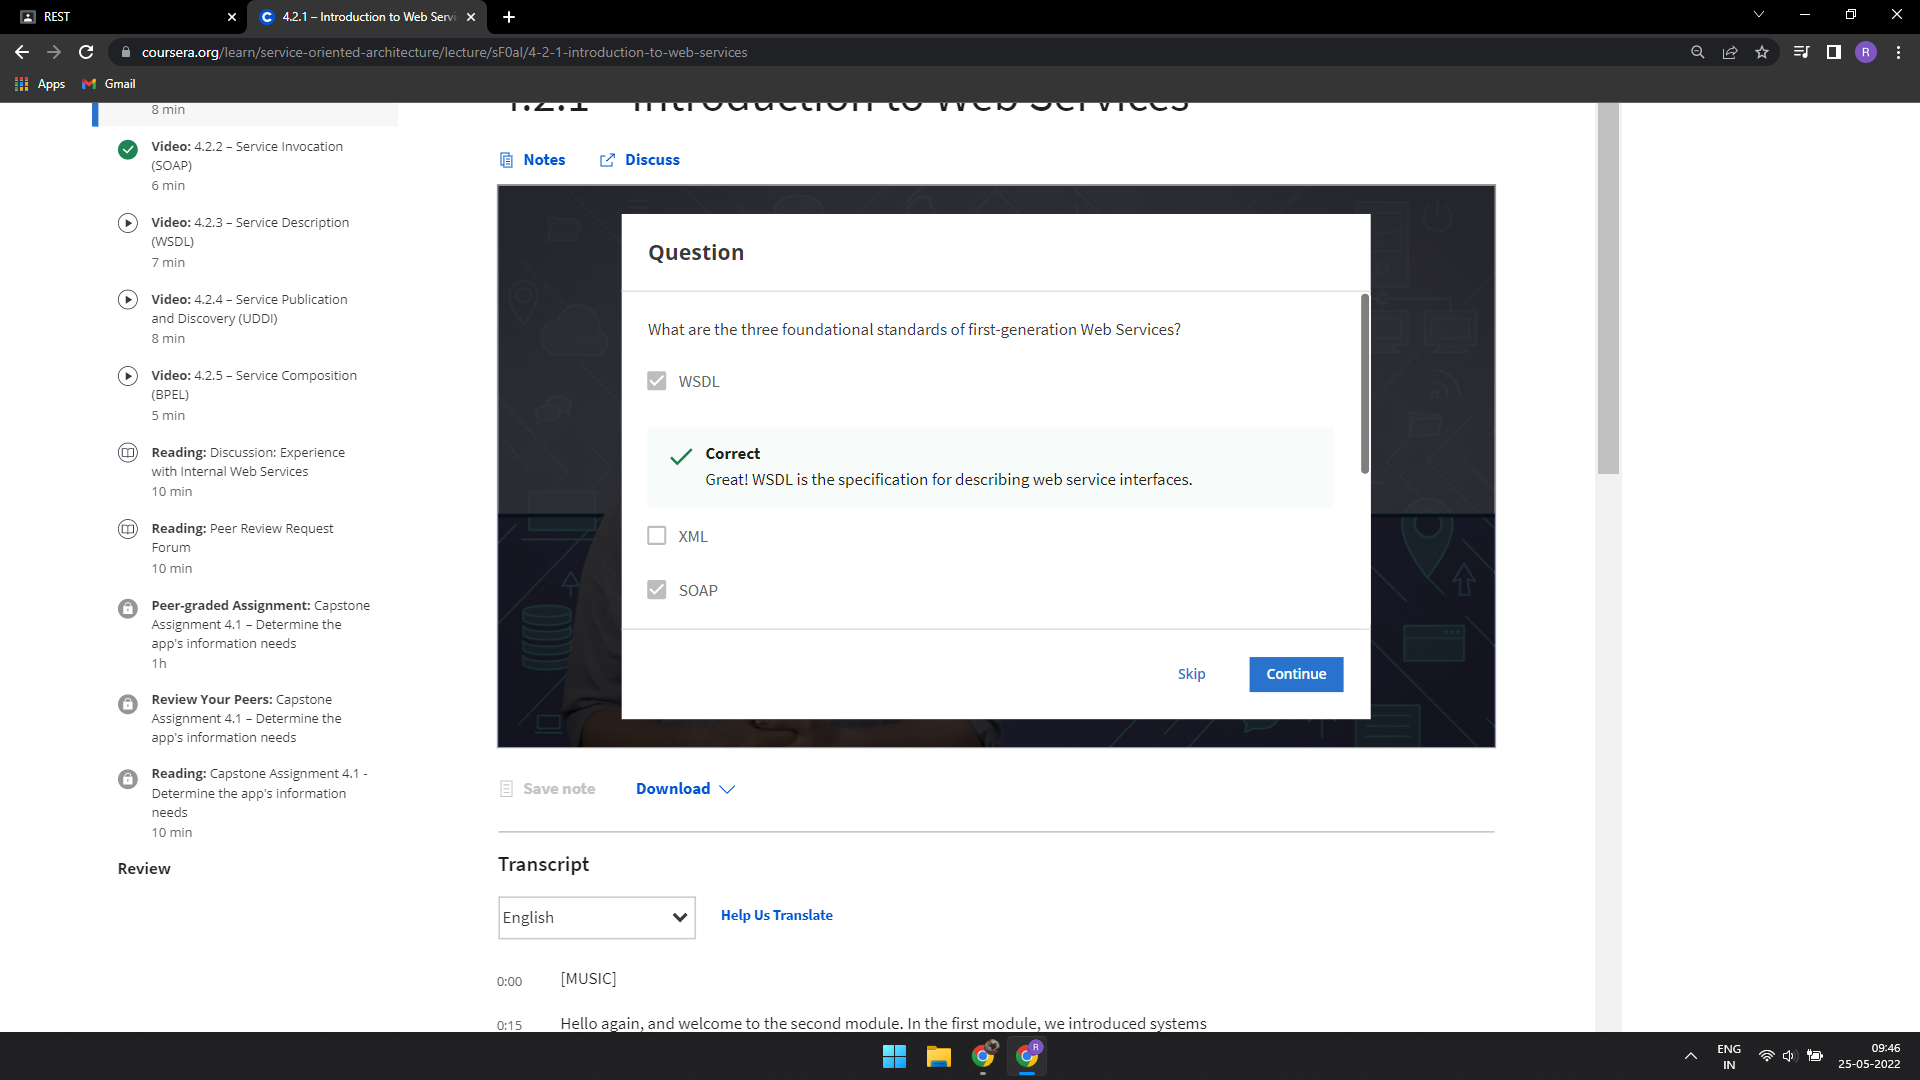 REST
4.2.1 – Introduction to Web Servi
coursera.org/learn/service-oriented-architecture/lecture/sF0al/4-2-1-introduction-to-web-services
R
Apps
Gmail
8 min
Video: 4.2.2 – Service Invocation
(SOAP)
6 min
Video: 4.2.3 – Service Description
(WSDL)
7 min
Video: 4.2.4 – Service Publication
and Discovery (UDDI)
8 min
Video: 4.2.5 – Service Composition
(BPEL)
5 min
Reading: Discussion: Experience
with Internal Web Services
10 min
Reading: Peer Review Request
Forum
10 min
Peer-graded Assignment: Capstone
Assignment 4.1 – Determine the
app's information needs
1h
Review Your Peers: Capstone
Assignment 4.1 – Determine the
app's information needs
Reading: Capstone Assignment 4.1 -
Determine the app's information
needs
10 min
Review
4.2.1 – Introduction to Web Services
Notes
Discuss
Question
What are the three foundational standards of first-generation Web Services?
WSDL
Correct
Great! WSDL is the specification for describing web service interfaces.
XML
SOAP
Skip
Continue
Save note
Download
Transcript
English
Help Us Translate
0:00
[MUSIC]
0:15
Hello again, and welcome to the second module. In the first module, we introduced systems
R
ENG
IN
09:46
25-05-2022